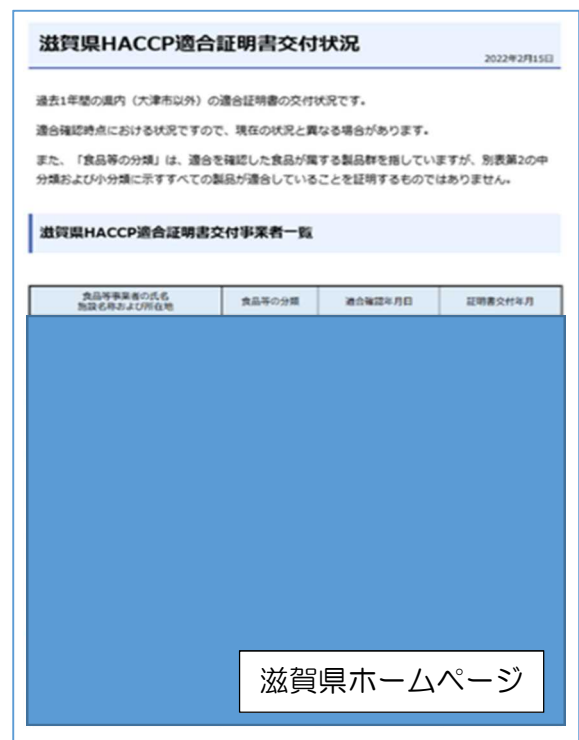 滋賀県HACCP適合証明書交付状況
2022年2月15日
過去1年間の県内(大津市以外)の適合証明書の交付状況です。
適合確認時点における状況ですので、現在の状況と異なる場合があります。
また、「食品等の分類」は、適合を確認した食品が属する製品群を指していますが、別表第2の中
分類および小分類に示すすべての製品が適合していることを証明するものではありません。
滋賀県HACCP適合証明書交付事業者一覧
食品等事業者の氏名
施設名称および所在地
食品等の分類
適合確認年月日
証明書交付年月
滋賀県ホームページ